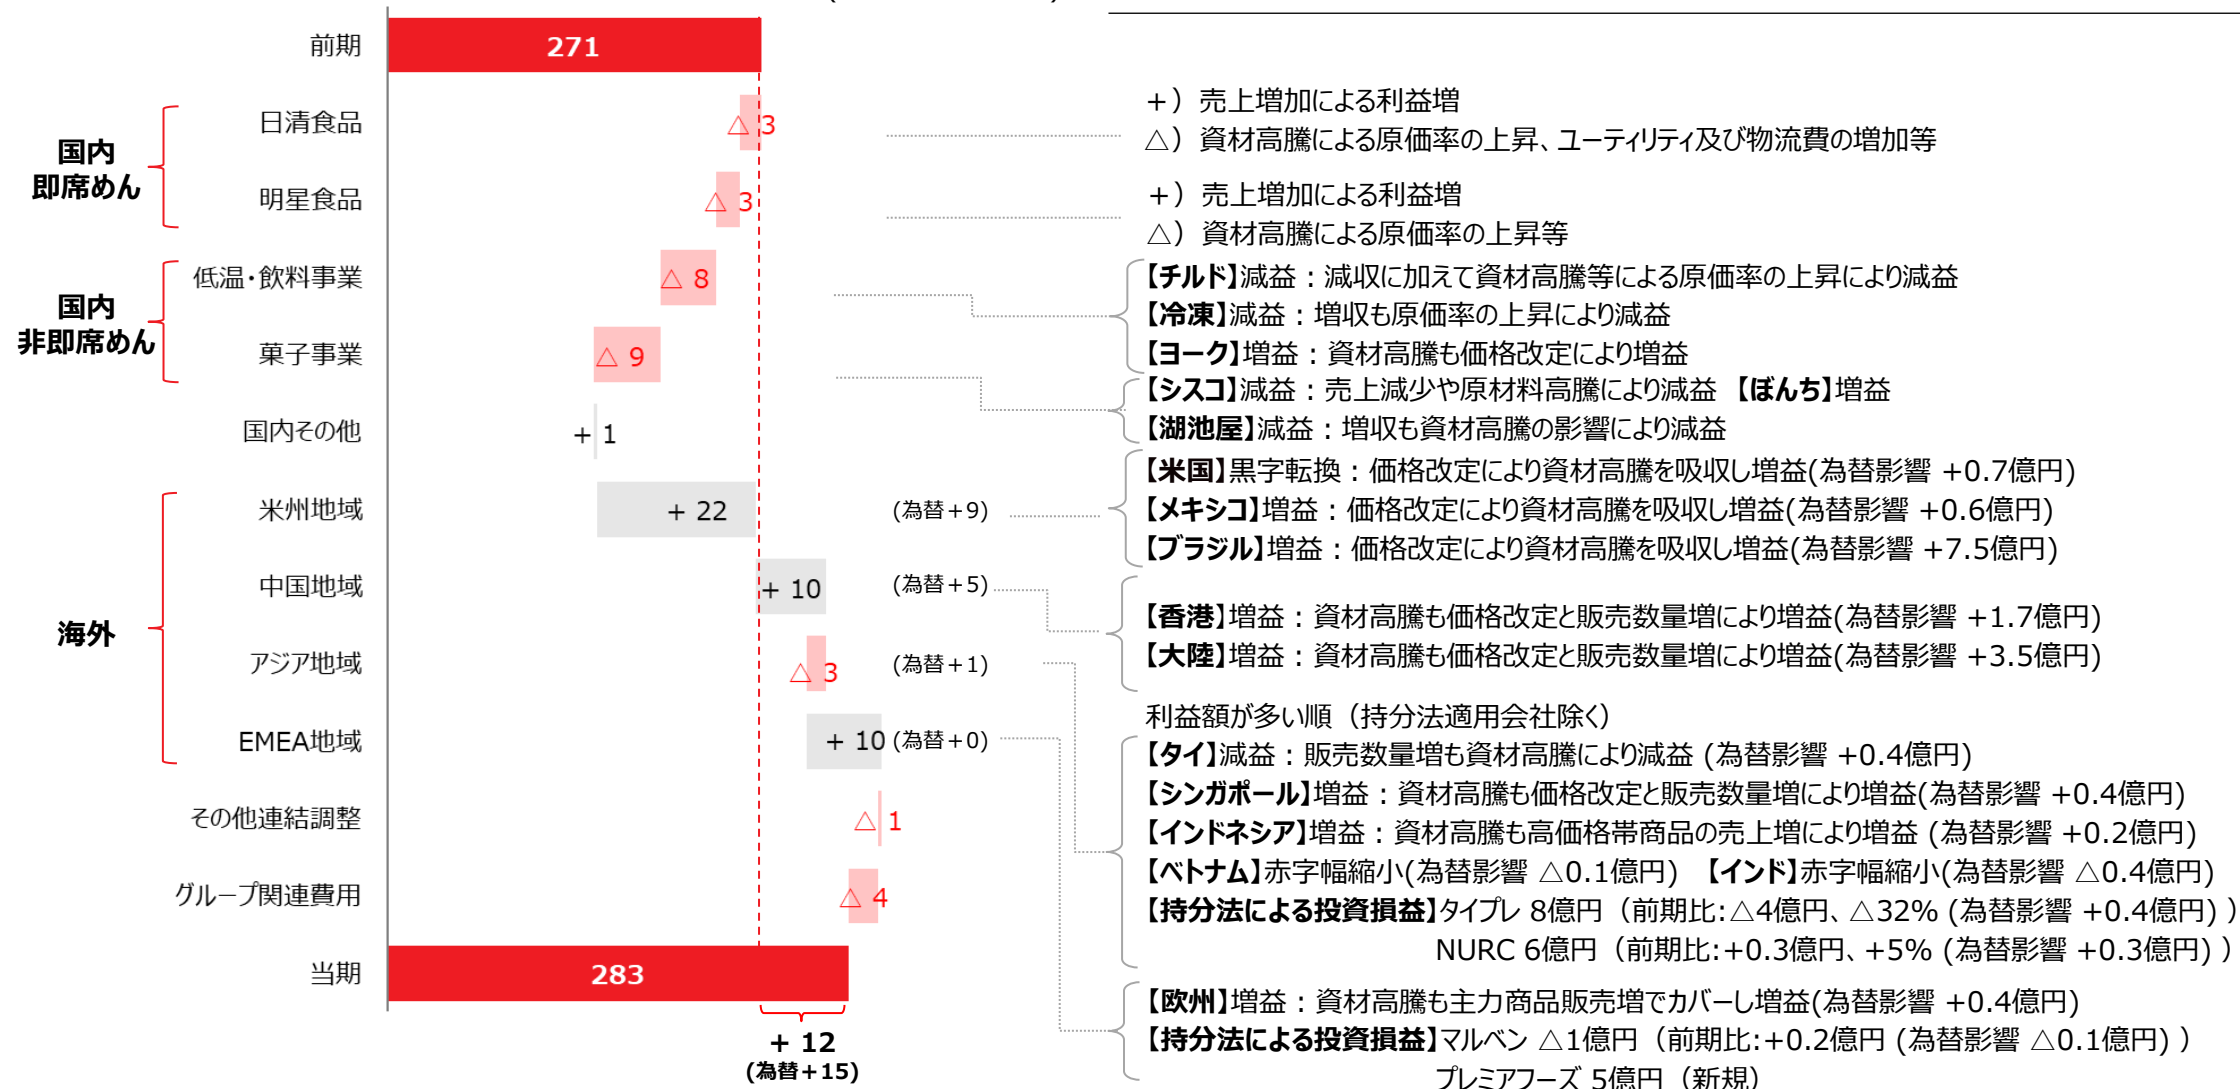 前期 271
国内
即席めん
日清食品 △ 3
+）売上増加による利益増
△）資材高騰による原価率の上昇、ユーティリティ及び物流費の増加等
明星食品 △ 3
+）売上増加による利益増
△）資材高騰による原価率の上昇等
国内
非即席めん
低温・飲料事業 △ 8
【チルド】減益：減収に加えて資材高騰等による原価率の上昇により減益
【冷凍】減益：増収も原価率の上昇により減益
【ヨーク】増益：資材高騰も価格改定により増益
菓子事業 △ 9
【シスコ】減益：売上減少や原材料高騰により減益 【ぼんち】増益
【湖池屋】減益：増収も資材高騰の影響により減益
国内その他 + 1
海外
米州地域 + 22 (為替+9)
【米国】黒字転換：価格改定により資材高騰を吸収し増益(為替影響 +0.7億円)
【メキシコ】増益：価格改定により資材高騰を吸収し増益(為替影響 +0.6億円)
【ブラジル】増益：価格改定により資材高騰を吸収し増益(為替影響 +7.5億円)
中国地域 + 10 (為替+5)
【香港】増益：資材高騰も価格改定と販売数量増により増益(為替影響 +1.7億円)
【大陸】増益：資材高騰も価格改定と販売数量増により増益(為替影響 +3.5億円)
アジア地域 △ 3 (為替+1)
利益額が多い順（持分法適用会社除く）
【タイ】減益：販売数量増も資材高騰により減益 (為替影響 +0.4億円)
【シンガポール】増益：資材高騰も価格改定と販売数量増により増益(為替影響 +0.4億円)
【インドネシア】増益：資材高騰も高価格帯商品の売上増により増益 (為替影響 +0.2億円)
【ベトナム】赤字幅縮小(為替影響 △0.1億円) 【インド】赤字幅縮小(為替影響 △0.4億円)
【持分法による投資損益】タイプレ 8億円（前期比:△4億円、△32% (為替影響 +0.4億円) ）
NURC 6億円（前期比:+0.3億円、+5% (為替影響 +0.3億円) ）
EMEA地域 + 10 (為替+0)
【欧州】増益：資材高騰も主力商品販売増でカバーし増益(為替影響 +0.4億円)
【持分法による投資損益】マルベン △1億円（前期比:+0.2億円 (為替影響 △0.1億円) ）
プレミアフーズ 5億円（新規）
その他連結調整 △ 1
グループ関連費用 △ 4
当期 283
+ 12
(為替+15)